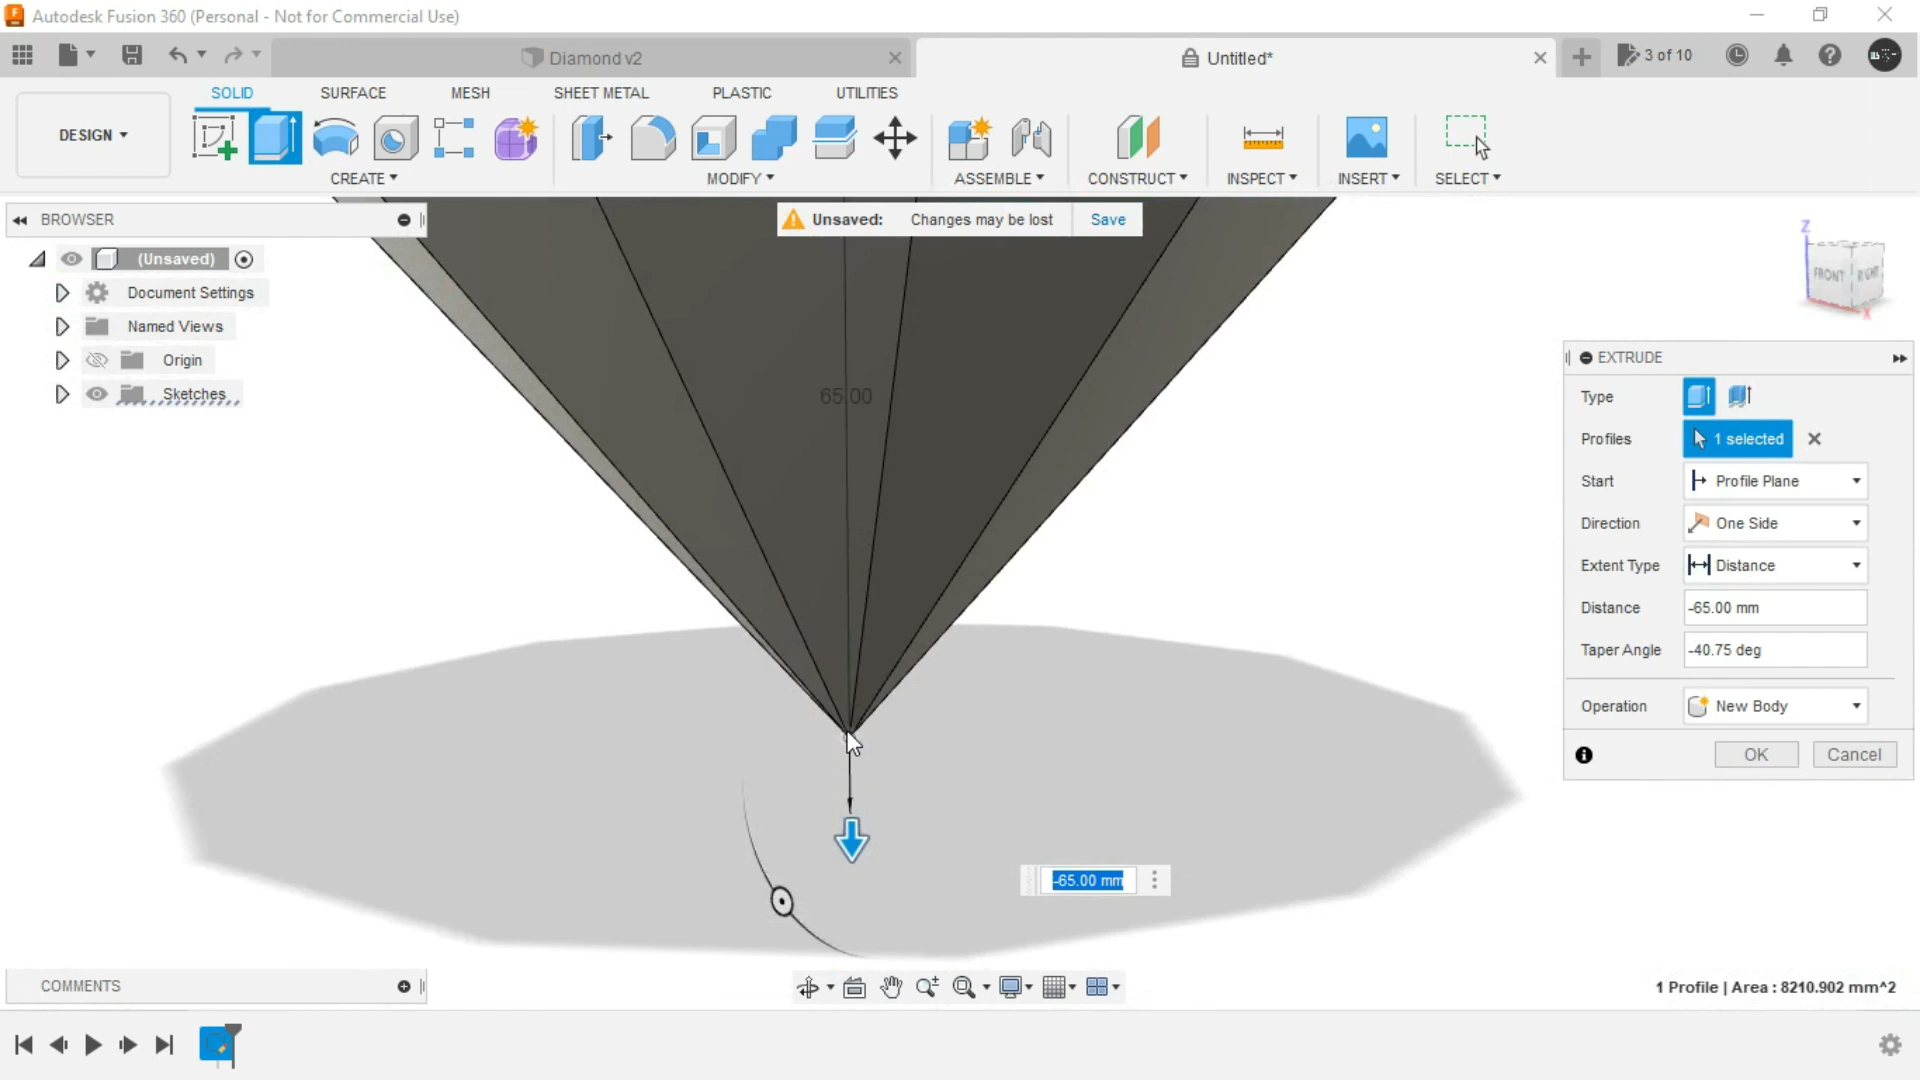 Autodesk Fusion 360 (Personal - Not for Commercial Use)
Diamond v2
Untitled*
3 of 10
SOLID SURFACE MESH SHEET METAL PLASTIC UTILITIES
DESIGN
CREATE MODIFY ASSEMBLE CONSTRUCT INSPECT INSERT SELECT
BROWSER
Unsaved: Changes may be lost Save
(Unsaved)
Document Settings
Named Views
Origin
Sketches
Z
FRONT RIGHT
X
65.00
EXTRUDE
Type
Profiles 1 selected
Start Profile Plane
Direction One Side
Extent Type Distance
Distance -65.00 mm
Taper Angle -40.75 deg
Operation New Body
OK Cancel
-65.00 mm
COMMENTS
1 Profile | Area : 8210.902 mm^2